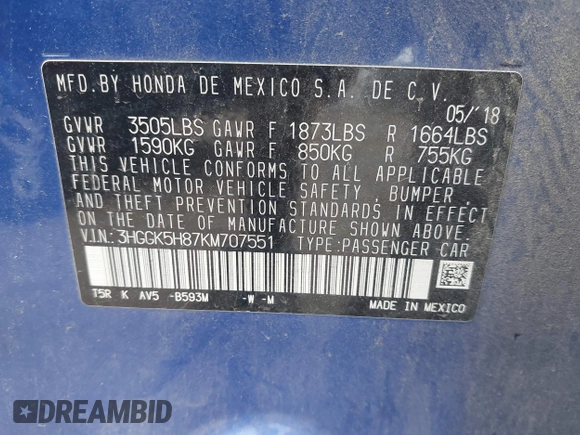 MFD.BY HONDA DE MEXICO S.A. DE C.V.
05/'18
GVWR 3505LBS GAWR F 1873LBS R 1664LBS
GVWR 1590KG GAWR F 850KG R 755KG
THIS VEHICLE CONFORMS TO ALL APPLICABLE
FEDERAL MOTOR VEHICLE SAFETY, BUMPER,
AND THEFT PREVENTION STANDARDS IN EFFECT
ON THE DATE OF MANUFACTURE SHOWN ABOVE.
V.IN.: 3HGGK5H87KM707551 TYPE:PASSENGER CAR
T5R K AV5 -B593M -W -M
MADE IN MEXICO
DREAMBID